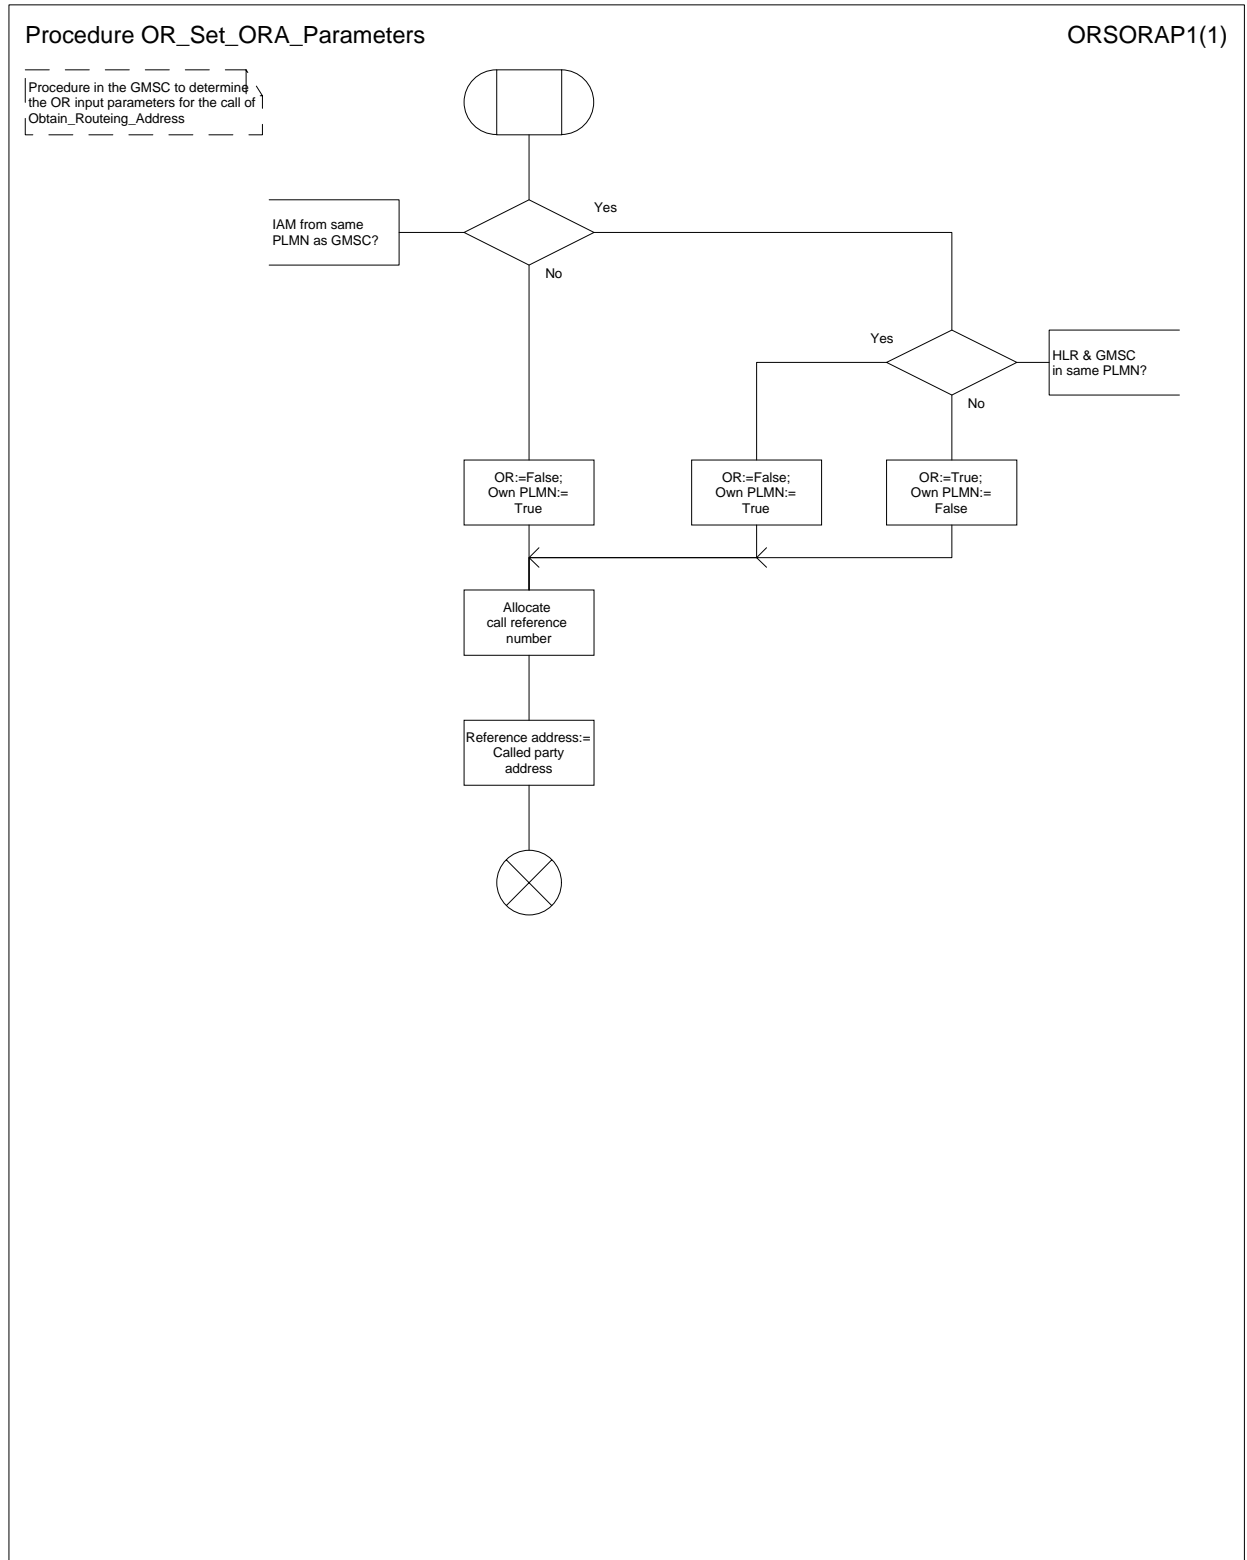 Procedure OR_Set_ORA_Parameters
ORSORAP1(1)
Procedure in the GMSC to determine
the OR input parameters for the call of
Obtain_Routeing_Address
IAM from same
PLMN as GMSC?
Yes
No
Yes
HLR & GMSC
in same PLMN?
No
OR:=False;
Own PLMN:=
True
OR:=False;
Own PLMN:=
True
OR:=True;
Own PLMN:=
False
Allocate
call reference
number
Reference address:=
Called party
address